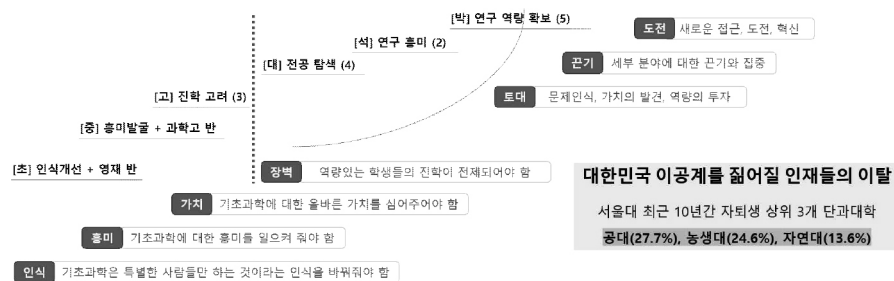 [박] 연구 역량 확보 (5)
[석] 연구 흥미 (2)
[대] 전공 탐색 (4)
[고] 진학 고려 (3)
[중] 흥미발굴 + 과학고 반
[초] 인식개선 + 영재 반
도전 새로운 접근, 도전, 혁신
끈기 세부 분야에 대한 끈기와 집중
토대 문제인식, 가치의 발견, 역량의 투자
장벽 역량있는 학생들의 진학이 전제되어야 함
가치 기초과학에 대한 올바른 가치를 심어주어야 함
흥미 기초과학에 대한 흥미를 일으켜 줘야 함
인식 기초과학은 특별한 사람들만 하는 것이라는 인식을 바꿔줘야 함
대한민국 이공계를 짊어질 인재들의 이탈
서울대 최근 10년간 자퇴생 상위 3개 단과대학
공대(27.7%), 농생대(24.6%), 자연대(13.6%)